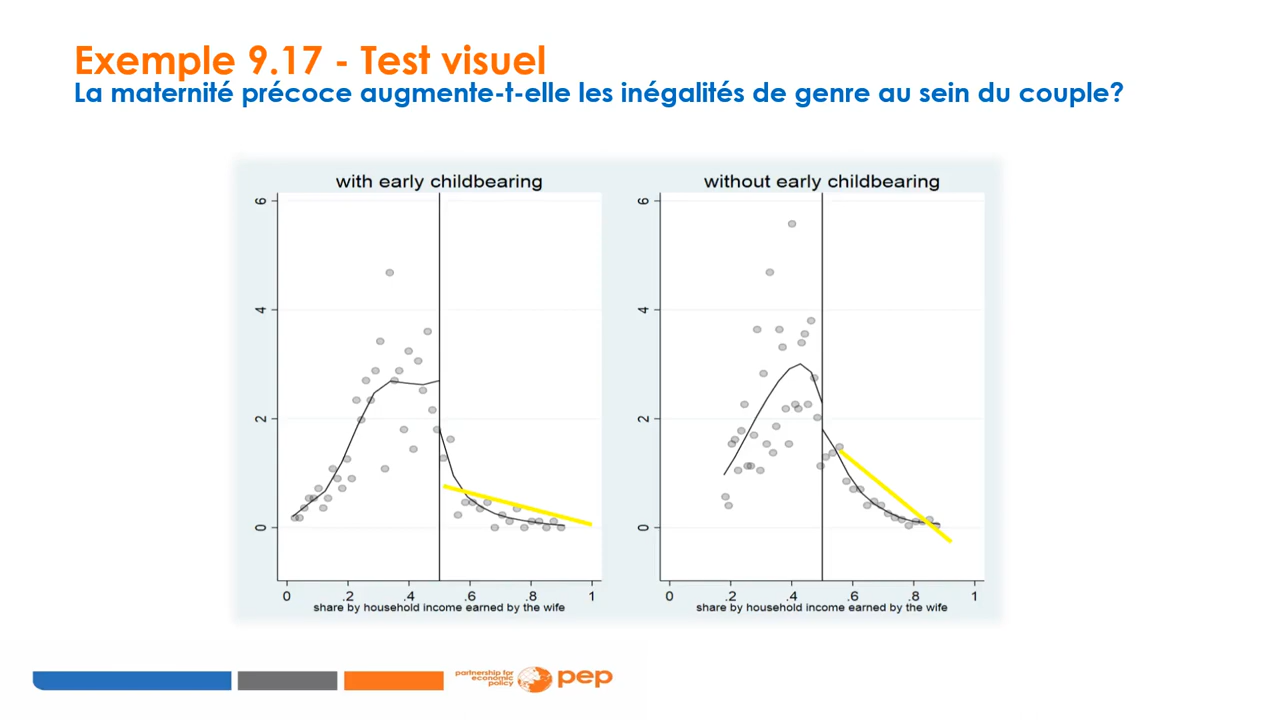 Exemple 9.17 - Test visuel
La maternité précoce augmente-t-elle les inégalités de genre au sein du couple?
with early childbearing
without early childbearing
6
4
2
0
0
.2
.4
.6
.8
1
share by household income earned by the wife
6
4
2
0
0
.2
.4
.6
.8
1
share by household income earned by the wife
partnership for
economic
policy
pep